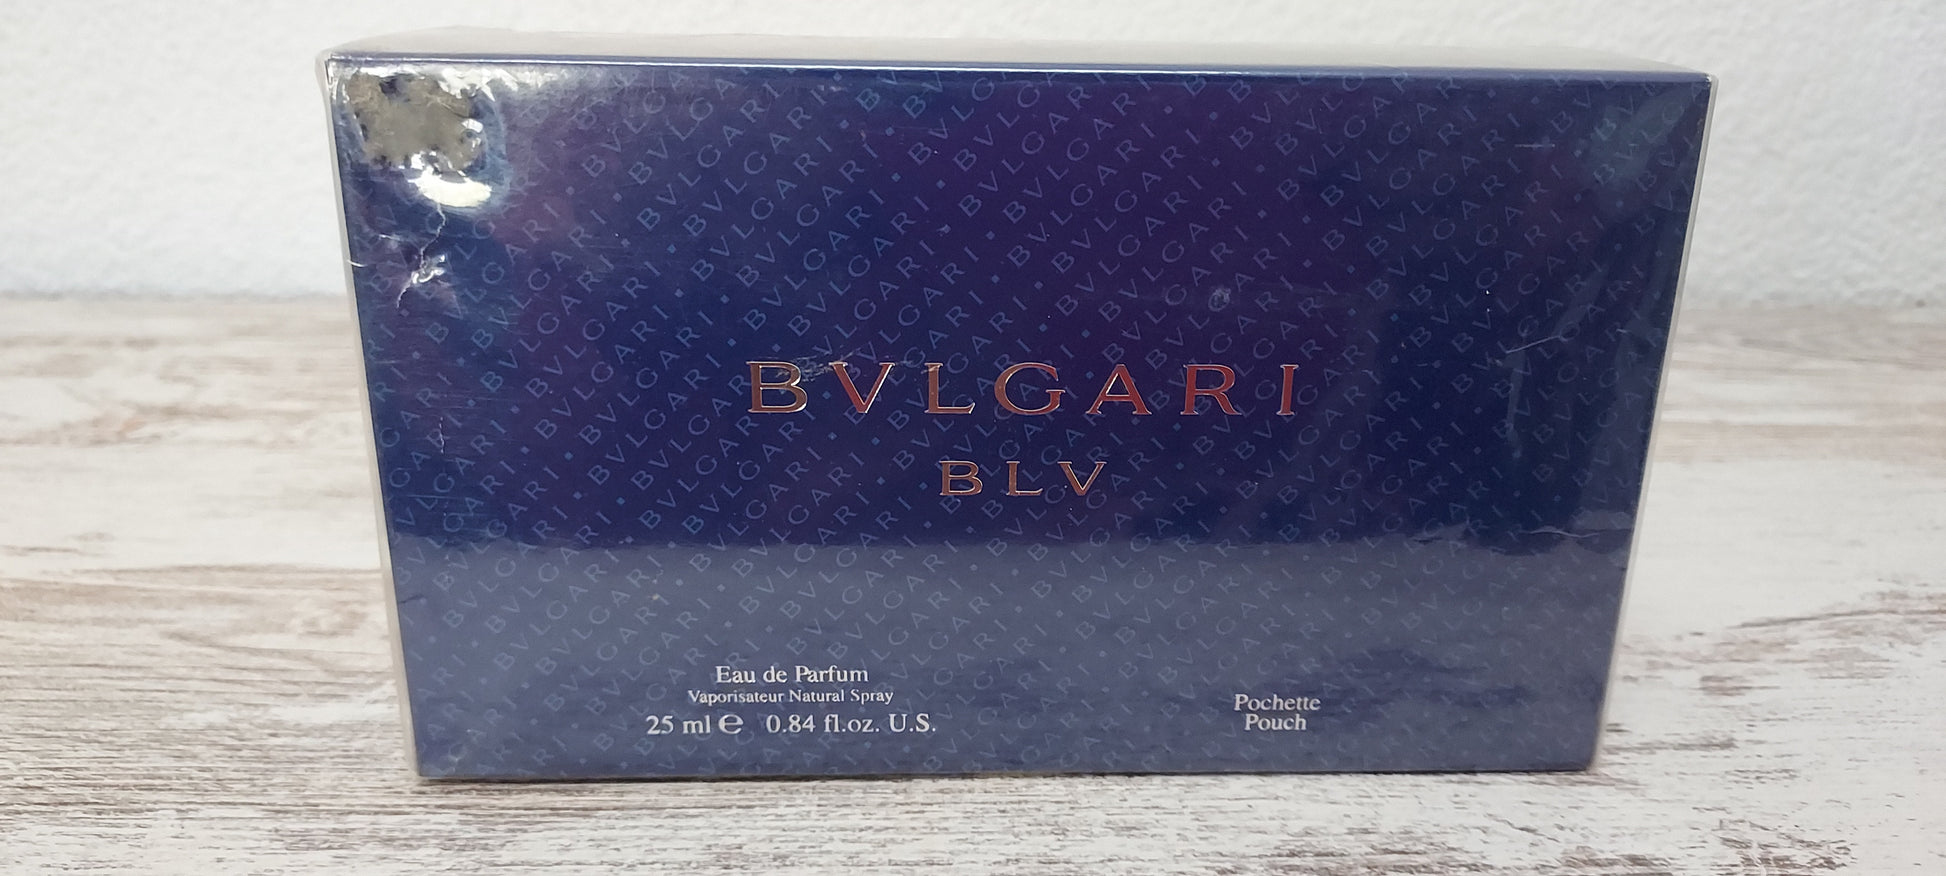 BVLGARI
BLV
Eau de Parfum
Vaporisateur Natural Spray
25 ml ℮ 0.84 fl.oz. U.S.
Pochette
Pouch